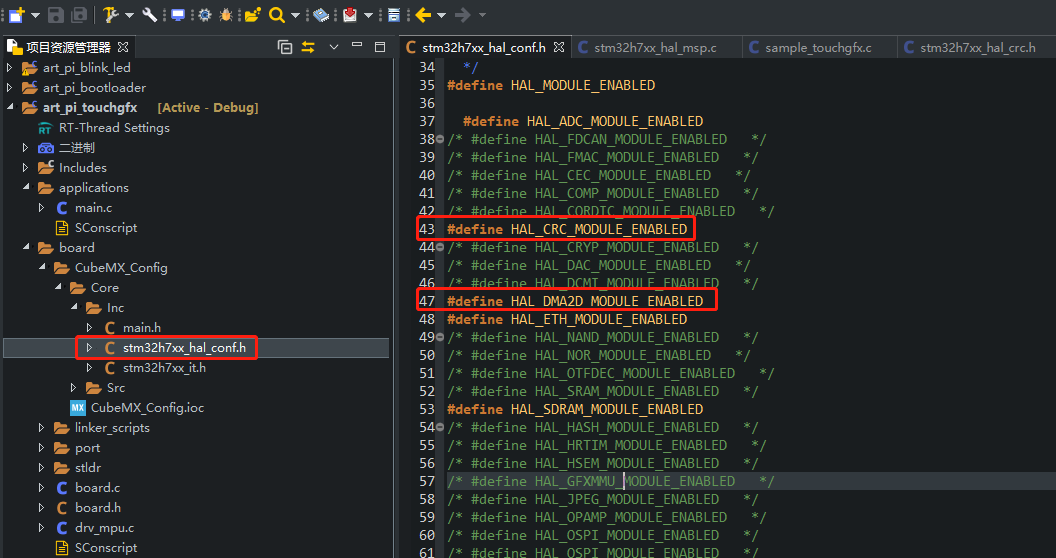 项目资源管理器
art_pi_blink_led
art_pi_bootloader
art_pi_touchgfx [Active - Debug]
RT-Thread Settings
二进制
Includes
applications
main.c
SConscript
board
CubeMX_Config
Core
Inc
main.h
stm32h7xx_hal_conf.h
stm32h7xx_it.h
Src
MX CubeMX_Config.ioc
linker_scripts
port
stldr
board.c
board.h
drv_mpu.c
SConscript
stm32h7xx_hal_conf.h stm32h7xx_hal_msp.c sample_touchgfx.c stm32h7xx_hal_crc.h
34 */
35 #define HAL_MODULE_ENABLED
36
37 #define HAL_ADC_MODULE_ENABLED
38 /* #define HAL_FDCAN_MODULE_ENABLED */
39 /* #define HAL_FMAC_MODULE_ENABLED */
40 /* #define HAL_CEC_MODULE_ENABLED */
41 /* #define HAL_COMP_MODULE_ENABLED */
42 /* #define HAL_CORDIC_MODULE_ENABLED */
43 #define HAL_CRC_MODULE_ENABLED
44 /* #define HAL_CRYP_MODULE_ENABLED */
45 /* #define HAL_DAC_MODULE_ENABLED */
46 /* #define HAL_DCMI_MODULE_ENABLED */
47 #define HAL_DMA2D_MODULE_ENABLED
48 #define HAL_ETH_MODULE_ENABLED
49 /* #define HAL_NAND_MODULE_ENABLED */
50 /* #define HAL_NOR_MODULE_ENABLED */
51 /* #define HAL_OTFDEC_MODULE_ENABLED */
52 /* #define HAL_SRAM_MODULE_ENABLED */
53 #define HAL_SDRAM_MODULE_ENABLED
54 /* #define HAL_HASH_MODULE_ENABLED */
55 /* #define HAL_HRTIM_MODULE_ENABLED */
56 /* #define HAL_HSEM_MODULE_ENABLED */
57 /* #define HAL_GFXMMU_MODULE_ENABLED */
58 /* #define HAL_JPEG_MODULE_ENABLED */
59 /* #define HAL_OPAMP_MODULE_ENABLED */
60 /* #define HAL_OSPI_MODULE_ENABLED */
61 /* #define HAL_OSPI_MODULE_ENABLED */